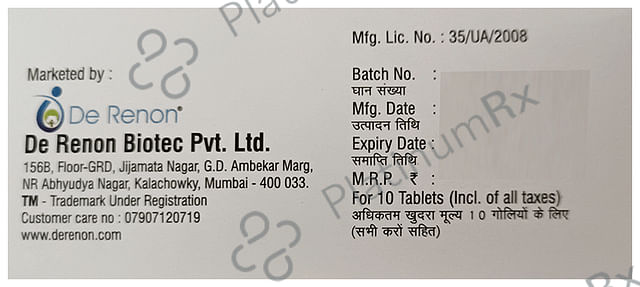 Marketed by :
De Renon®
De Renon Biotec Pvt. Ltd.
156B, Floor-GRD, Jijamata Nagar, G.D. Ambekar Marg,
NR Abhyudya Nagar, Kalachowky, Mumbai - 400 033.
TM - Trademark Under Registration
Customer care no : 07907120719
www.derenon.com
Mfg. Lic. No. : 35/UA/2008
Batch No. :
घान संख्या
Mfg. Date :
उत्पादन तिथि
Expiry Date :
समाप्ति तिथि
M.R.P. ₹ :
For 10 Tablets (Incl. of all taxes)
अधिकतम खुदरा मूल्य 10 गोलियों के लिए
(सभी करों सहित)
PlatinumRx